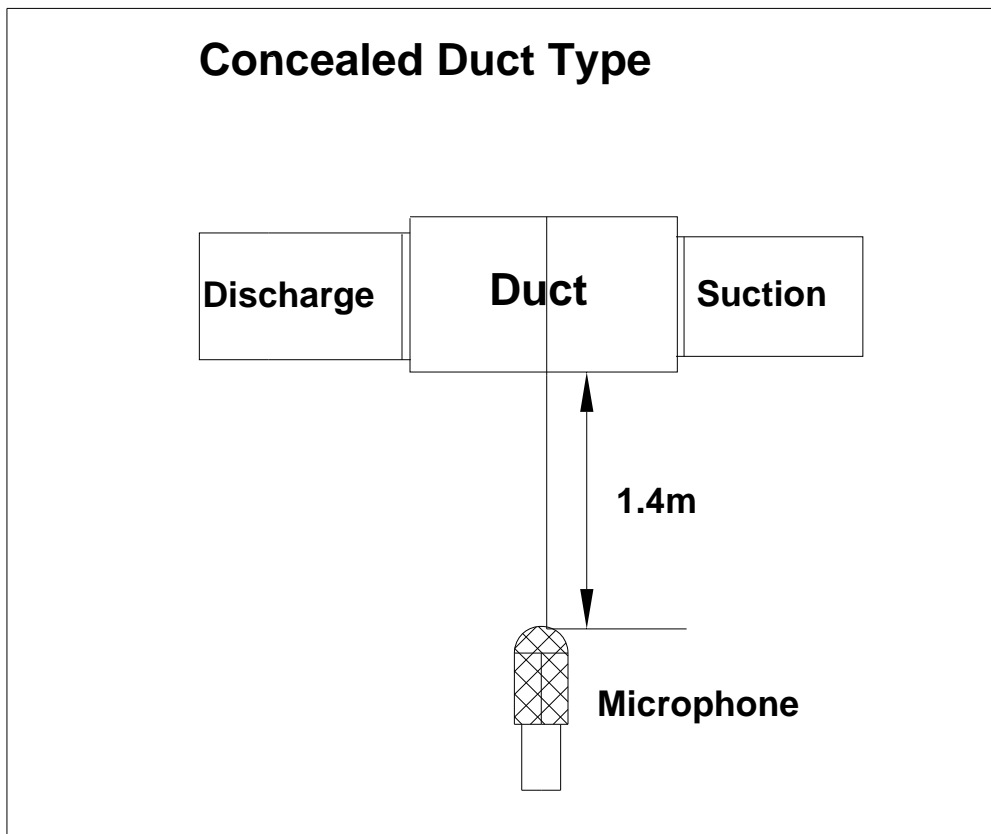 Concealed Duct Type
Discharge
Duct
Suction
1.4m
Microphone